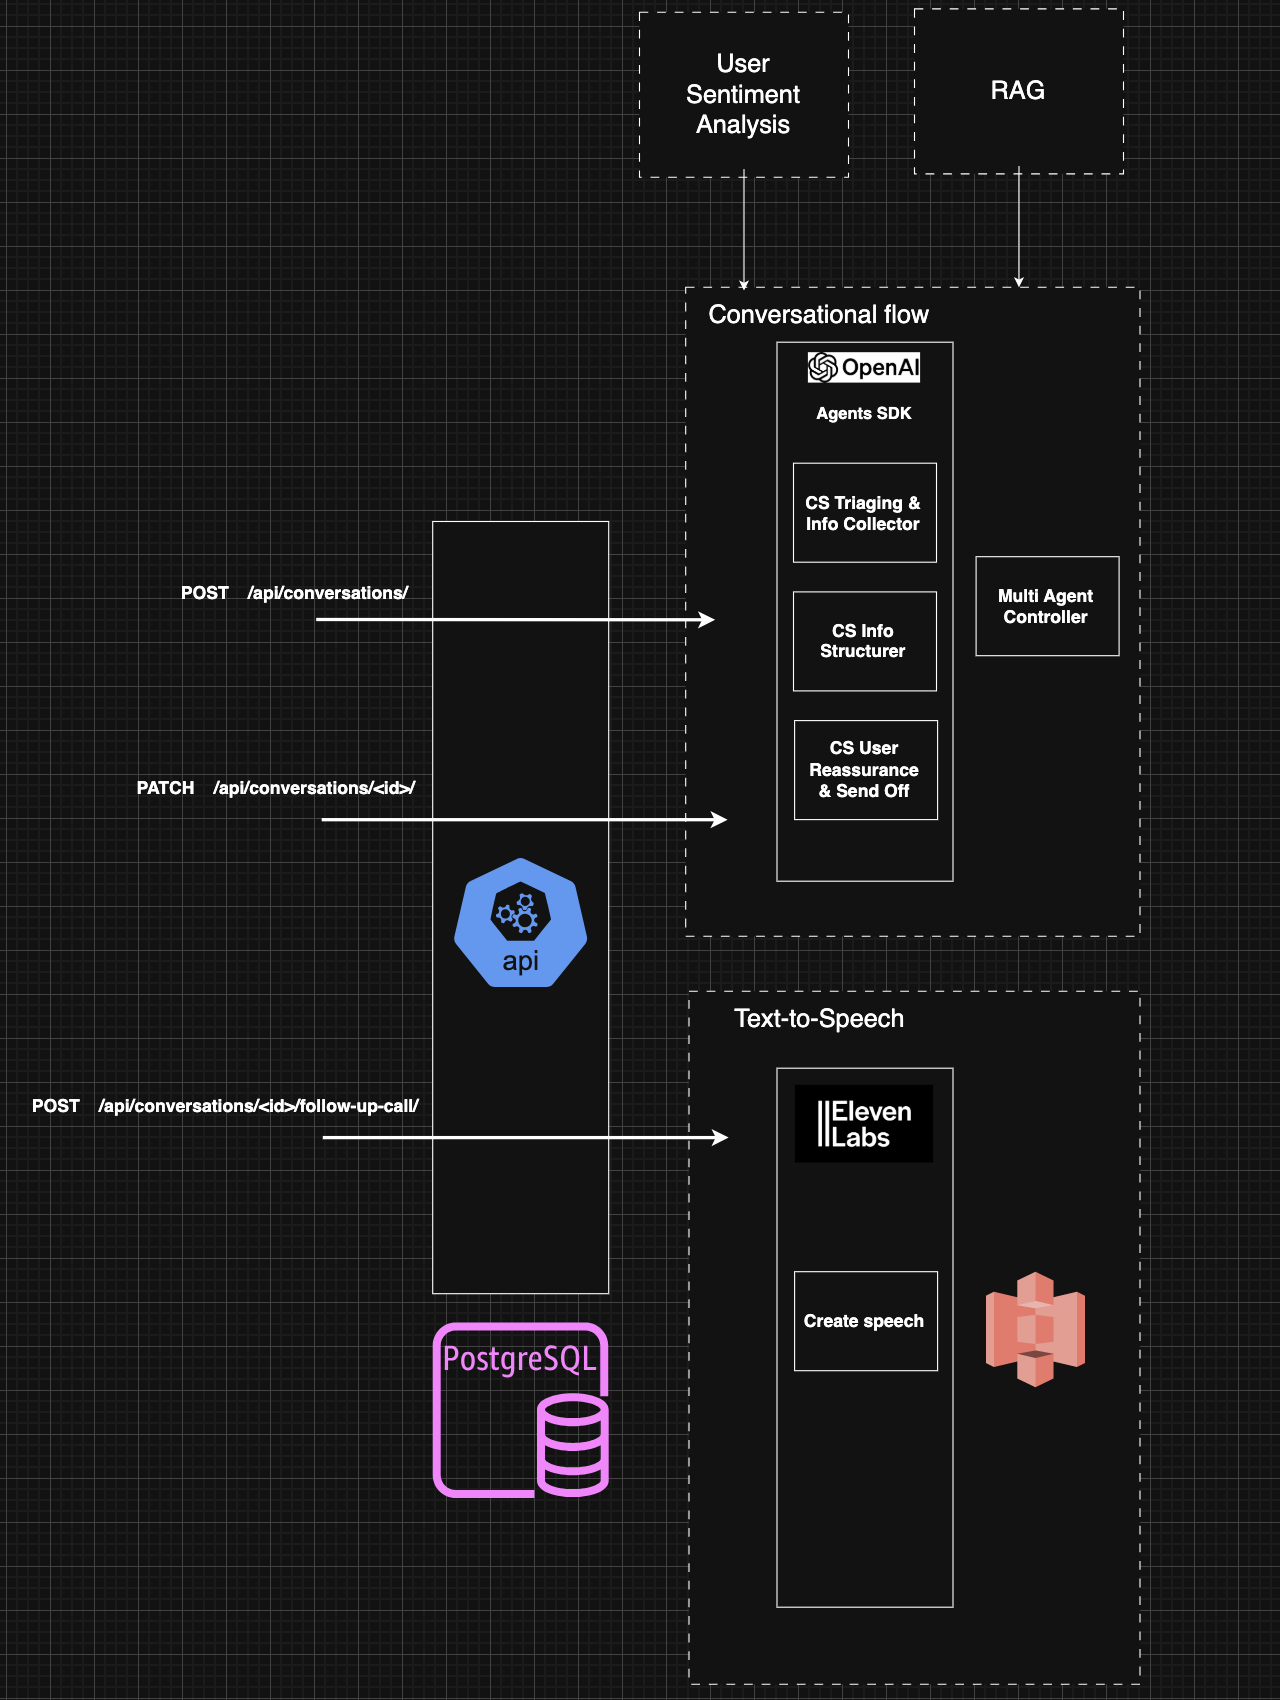 User
Sentiment
Analysis
RAG
Conversational flow
OpenAI
Agents SDK
CS Triaging &
Info Collector
POST /api/conversations/
Multi Agent
Controller
CS Info
Structurer
CS User
Reassurance
& Send Off
PATCH /api/conversations/<id>/
api
Text-to-Speech
POST /api/conversations/<id>/follow-up-call/
ElevenLabs
Create speech
PostgreSQL